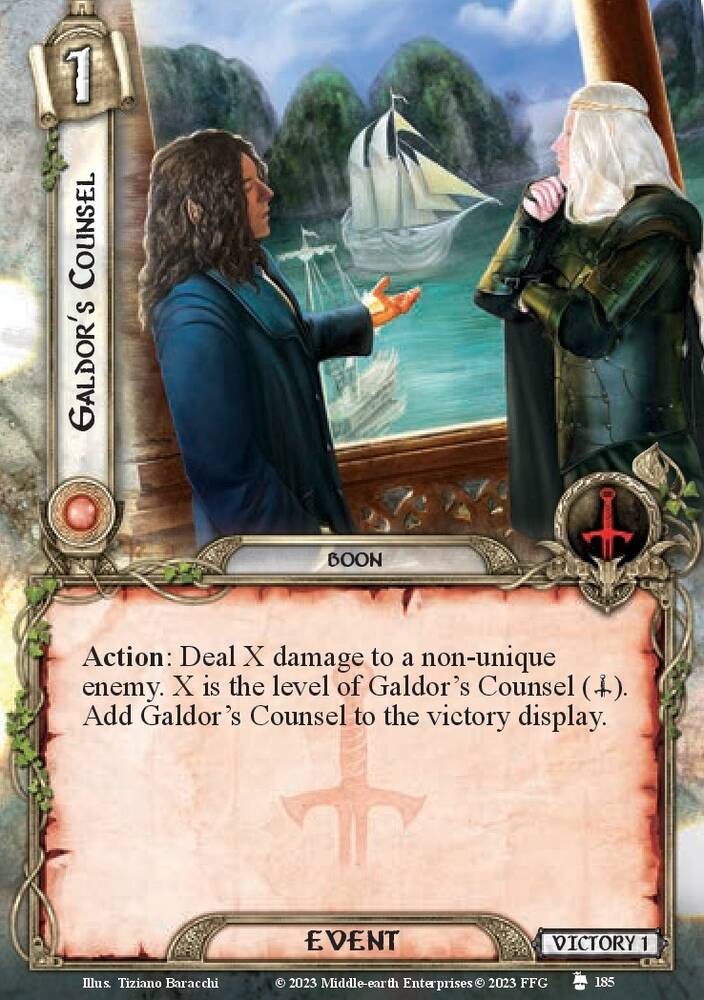 1
GALDOR'S COUNSEL
BOON
Action: Deal X damage to a non-unique
enemy. X is the level of Galdor's Counsel ( ).
Add Galdor's Counsel to the victory display.
EVENT
VICTORY 1
Illus. Tiziano Baracchi © 2023 Middle-earth Enterprises © 2023 FFG 185